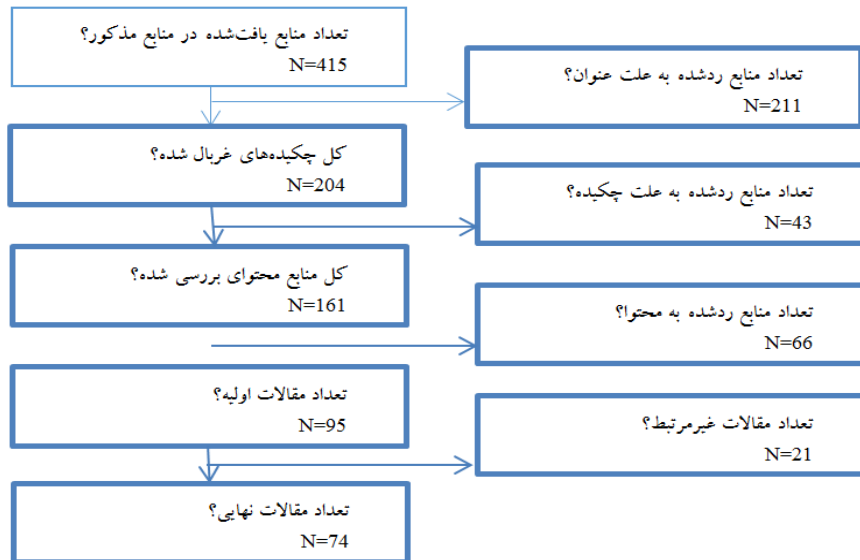 تعداد منابع یافت‌شده در منابع مذکور؟
N=415
تعداد منابع ردشده به علت عنوان؟
N=211
کل چکیده‌های غربال شده؟
N=204
تعداد منابع ردشده به علت چکیده؟
N=43
کل منابع محتوای بررسی شده؟
N=161
تعداد منابع ردشده به محتوا؟
N=66
تعداد مقالات اولیه؟
N=95
تعداد مقالات غیرمرتبط؟
N=21
تعداد مقالات نهایی؟
N=74